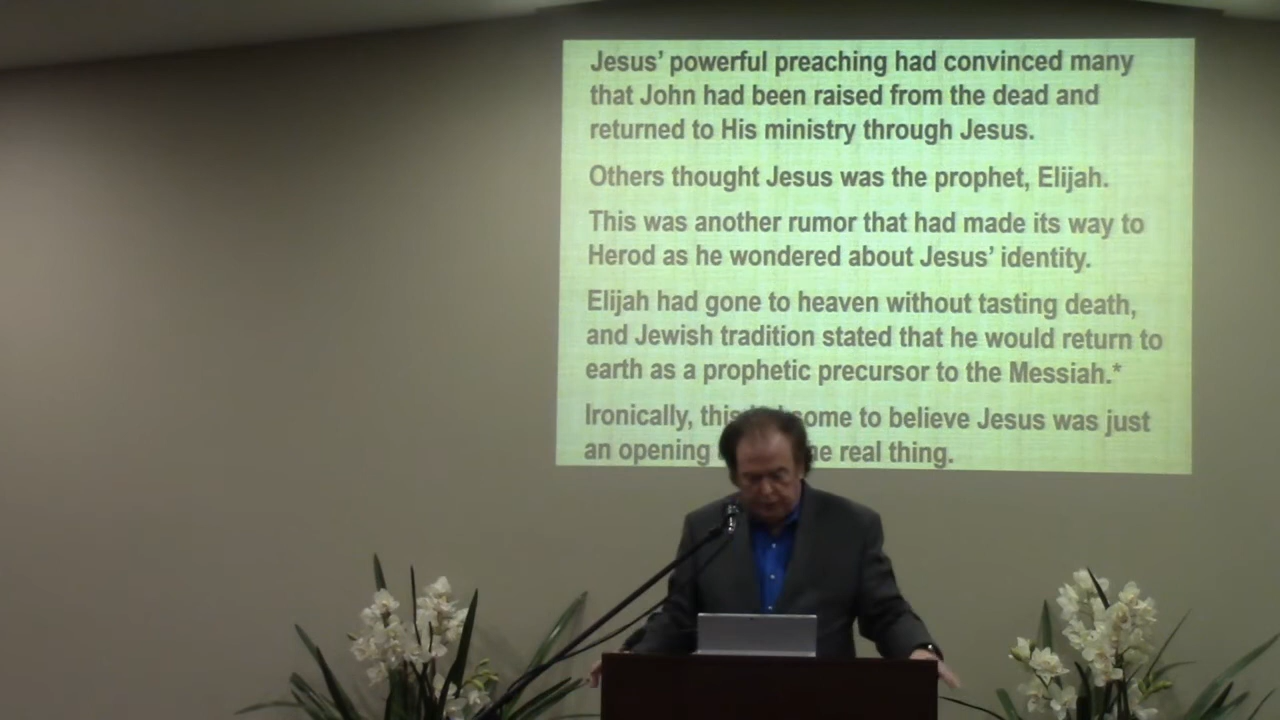 Jesus’ powerful preaching had convinced many
that John had been raised from the dead and
returned to His ministry through Jesus.
Others thought Jesus was the prophet, Elijah.
This was another rumor that had made its way to
Herod as he wondered about Jesus’ identity.
Elijah had gone to heaven without tasting death,
and Jewish tradition stated that he would return to
earth as a prophetic precursor to the Messiah.*
Ironically, this some to believe Jesus was just
an opening real thing.